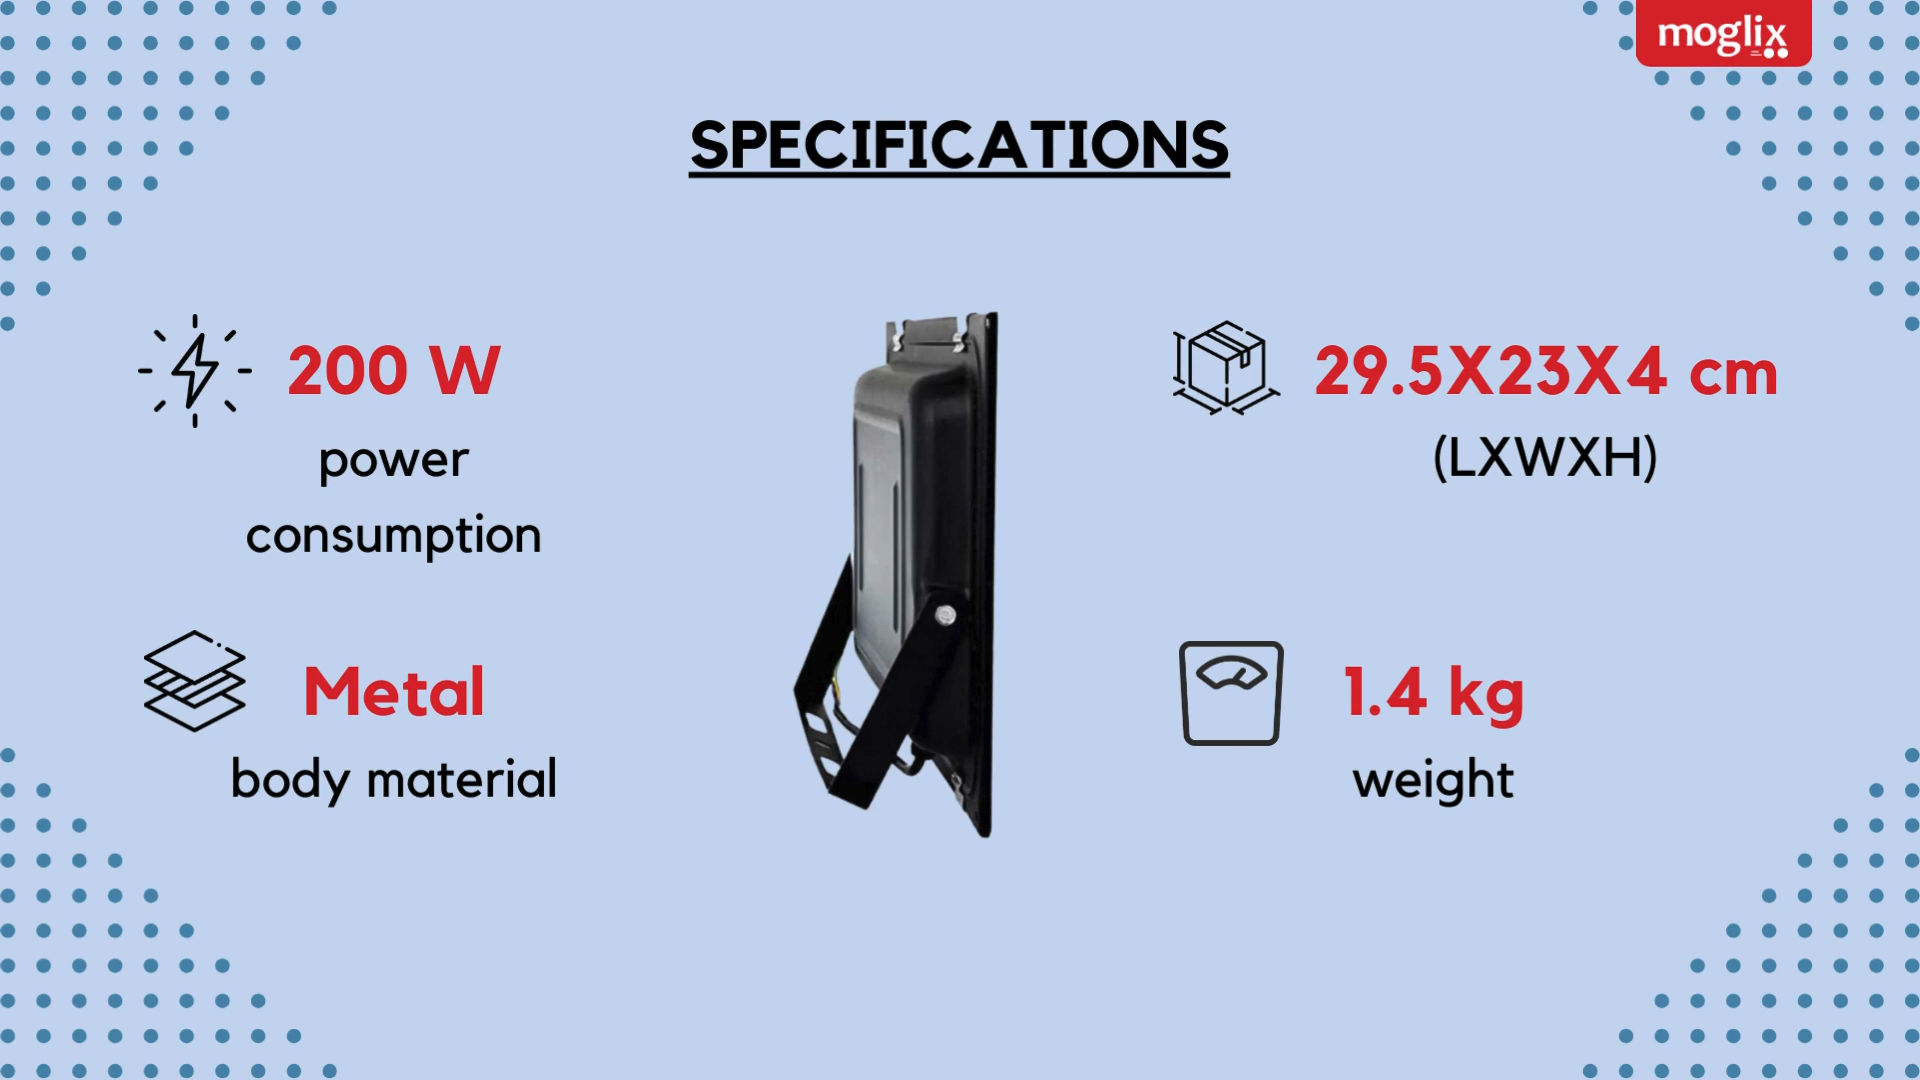 moglix
SPECIFICATIONS
200 W
power
consumption
29.5X23X4 cm
(LXWXH)
Metal
body material
1.4 kg
weight